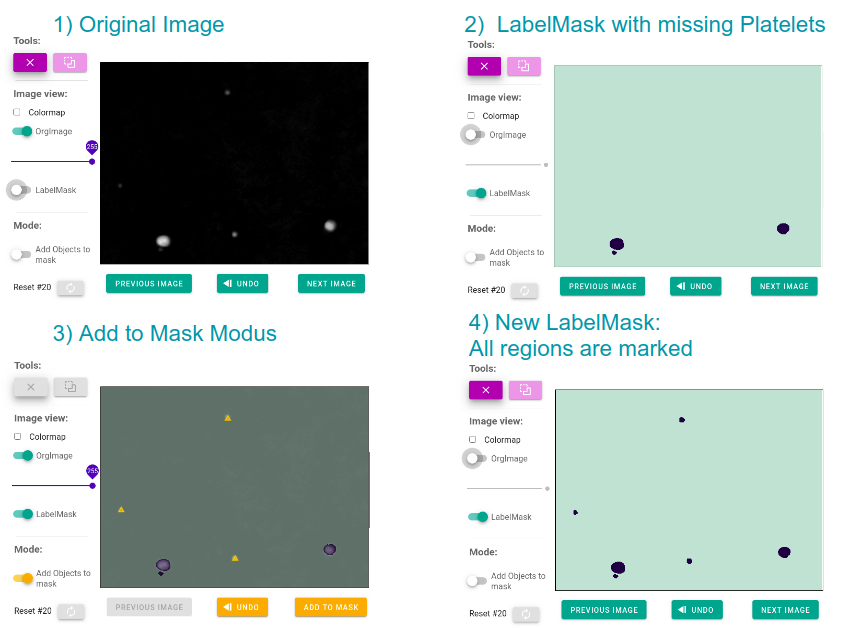 1) Original Image
Tools:
Image view:
Colormap
OrgImage
255
LabelMask
Mode:
Add Objects to
mask
Reset #20
PREVIOUS IMAGE
UNDO
NEXT IMAGE
2) LabelMask with missing Platelets
Tools:
Image view:
Colormap
OrgImage
LabelMask
Mode:
Add Objects to
mask
Reset #20
PREVIOUS IMAGE
UNDO
NEXT IMAGE
3) Add to Mask Modus
Tools:
Image view:
Colormap
OrgImage
255
LabelMask
Mode:
Add Objects to
mask
Reset #20
PREVIOUS IMAGE
UNDO
ADD TO MASK
4) New LabelMask:
All regions are marked
Tools:
Image view:
Colormap
OrgImage
LabelMask
Mode:
Add Objects to
mask
Reset #20
PREVIOUS IMAGE
UNDO
NEXT IMAGE